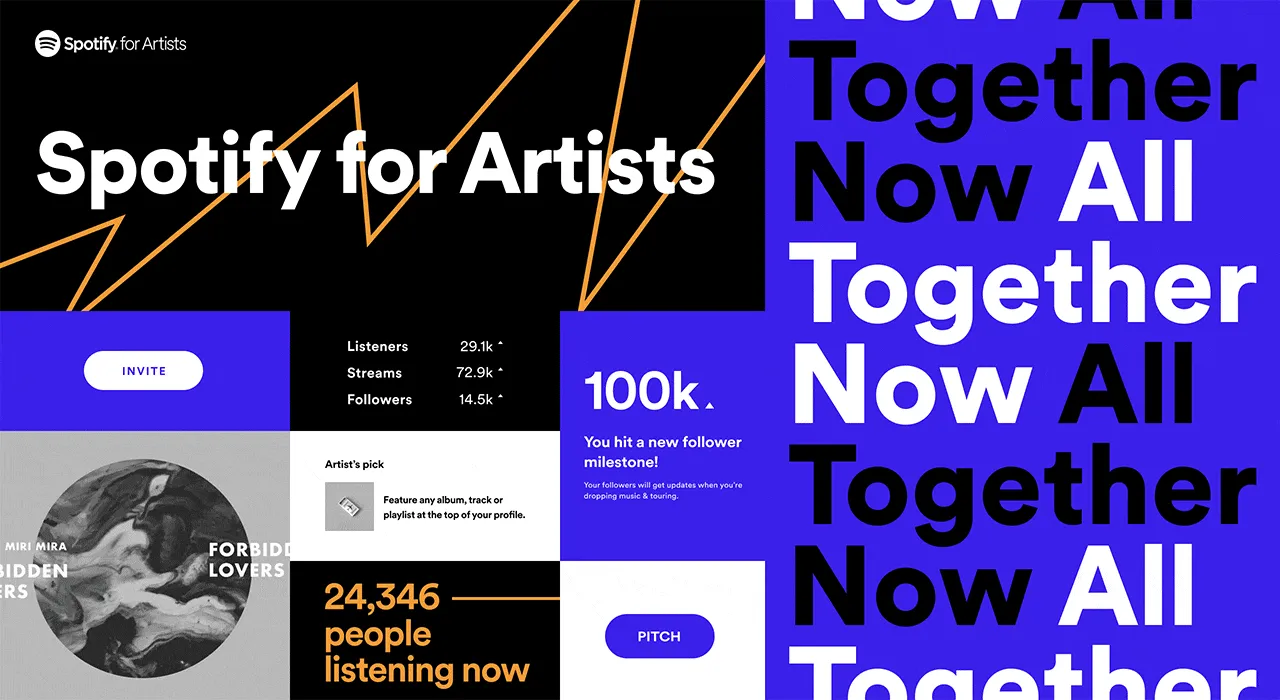 Spotify for Artists
Spotify for Artists
INVITE
Listeners 29.1k
Streams 72.9k
Followers 14.5k
100k
You hit a new follower
milestone!
Your followers will get updates when you're
dropping music & touring.
Artist's pick
Feature any album, track or
playlist at the top of your profile.
MIRI MIRA
BIDDEN
ERS
FORBIDD
LOVERS
24,346
people
listening now
PITCH
Now All
Together
Now All
Together
Now All
Together
Now All
Together